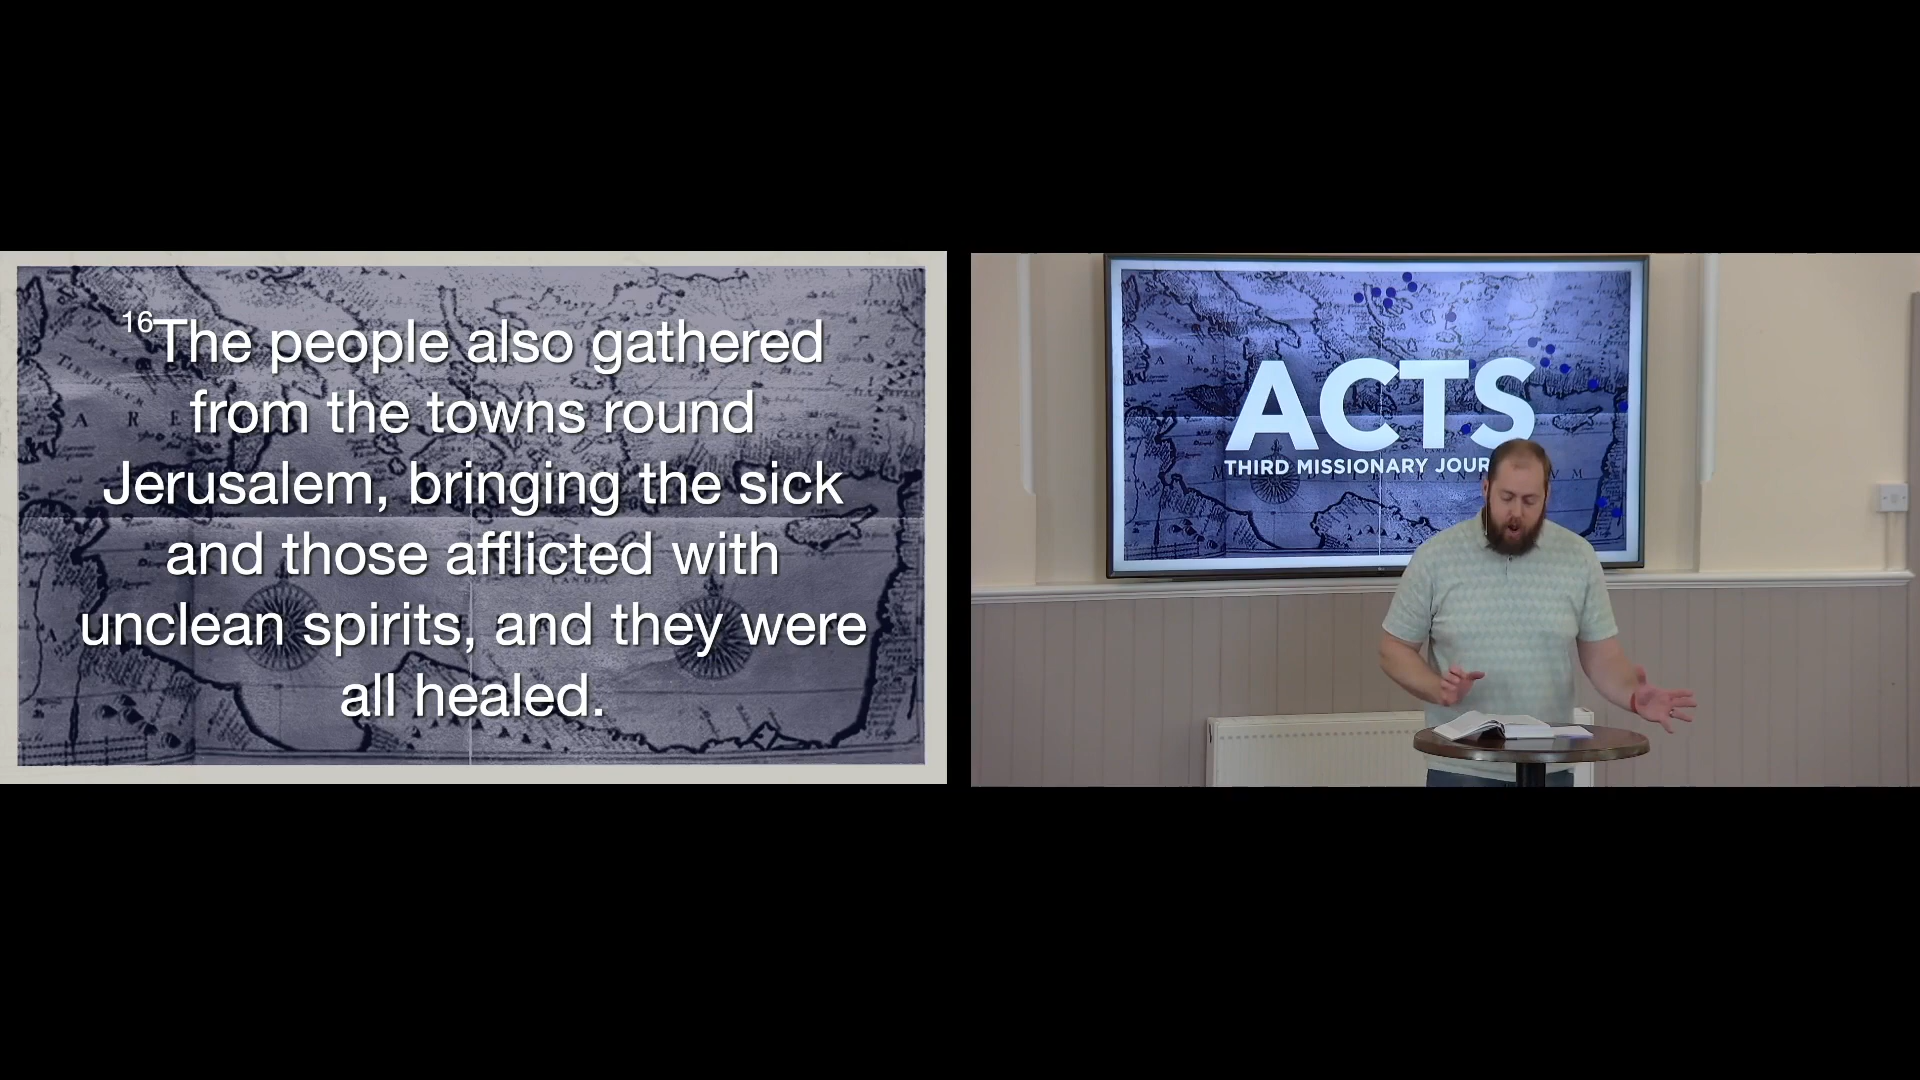 16The people also gathered
from the towns round
Jerusalem, bringing the sick
and those afflicted with
unclean spirits, and they were
all healed.
ACTS
THIRD MISSIONARY JOUR